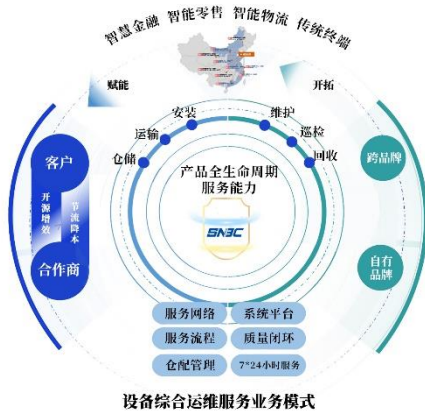 智慧金融 智能零售 智能物流 传统终端
赋能
开拓
安装
维护
运输
巡检
仓储
回收
产品全生命周期
服务能力
SNBC
客户
开源增效
节流降本
合作商
跨品牌
自有
品牌
服务网络
系统平台
服务流程
质量闭环
仓配管理
7*24小时服务
设备综合运维服务业务模式